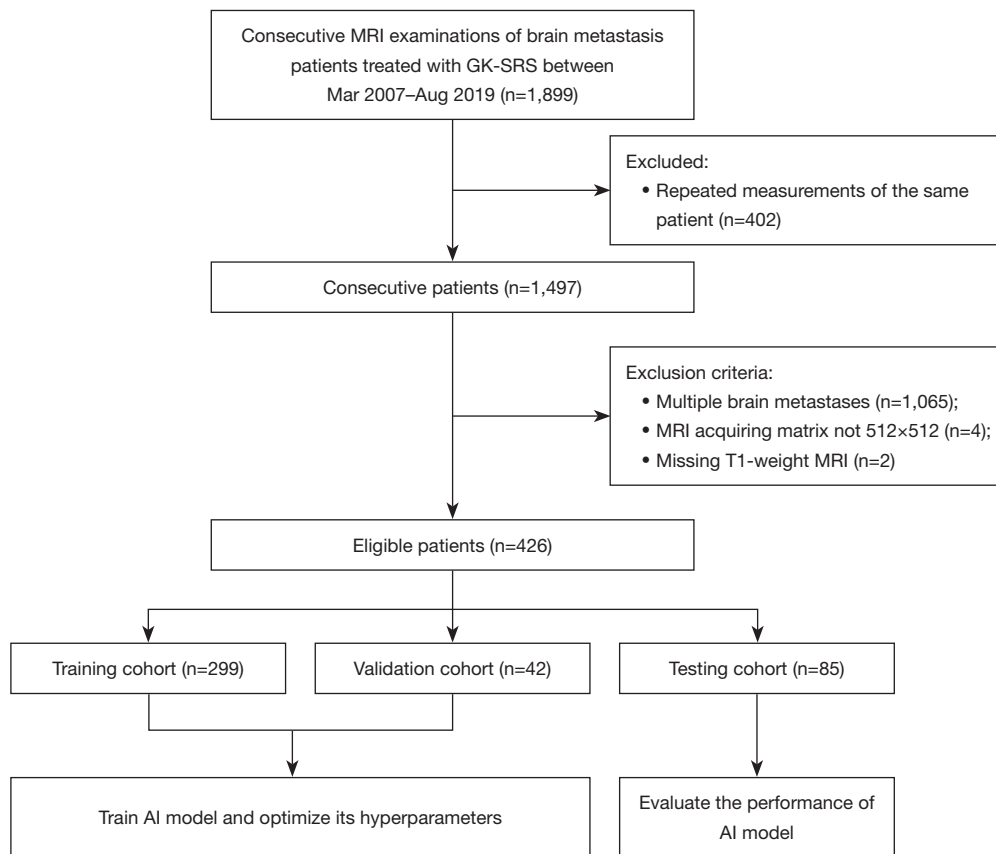 Consecutive MRI examinations of brain metastasis
patients treated with GK-SRS between
Mar 2007–Aug 2019 (n=1,899)
Excluded:
• Repeated measurements of the same
patient (n=402)
Consecutive patients (n=1,497)
Exclusion criteria:
• Multiple brain metastases (n=1,065);
• MRI acquiring matrix not 512×512 (n=4);
• Missing T1-weight MRI (n=2)
Eligible patients (n=426)
Training cohort (n=299)
Validation cohort (n=42)
Testing cohort (n=85)
Train AI model and optimize its hyperparameters
Evaluate the performance of
AI model